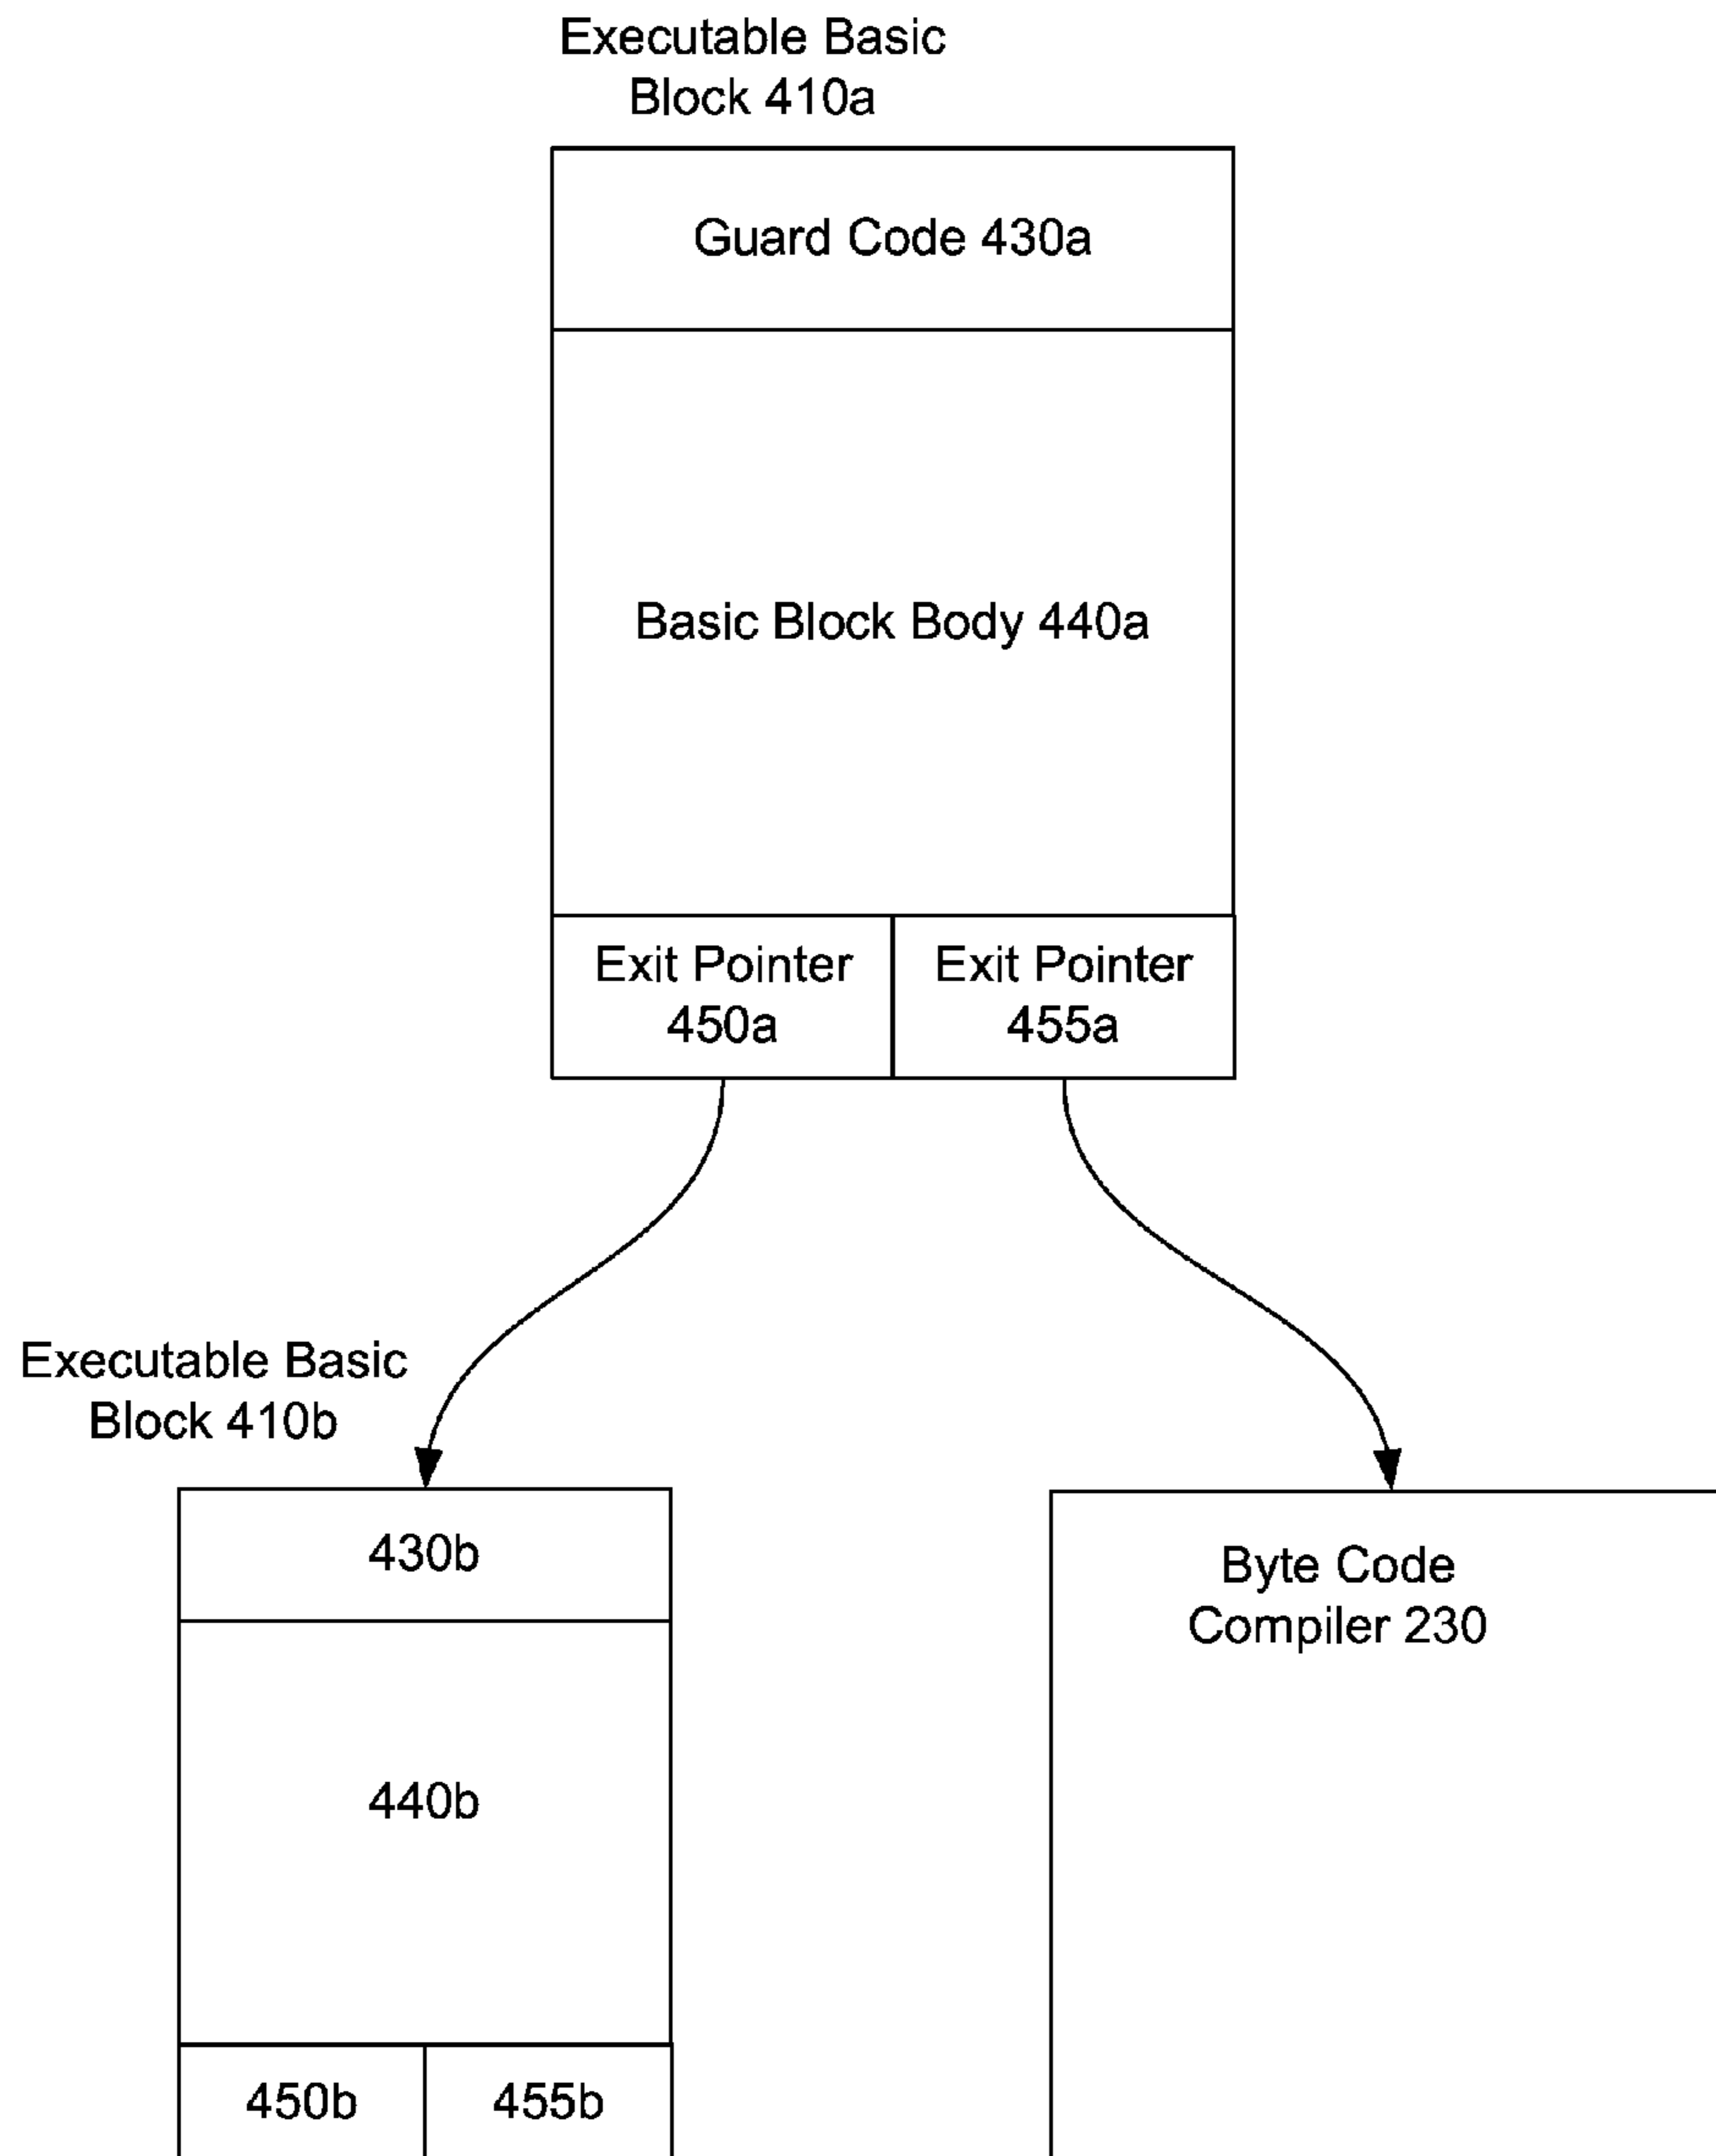 Executable Basic
Block 410a
Guard Code 430a
Basic Block Body 440a
Exit Pointer
450a
Exit Pointer
455a
Executable Basic
Block 410b
430b
440b
450b
455b
Byte Code
Compiler 230